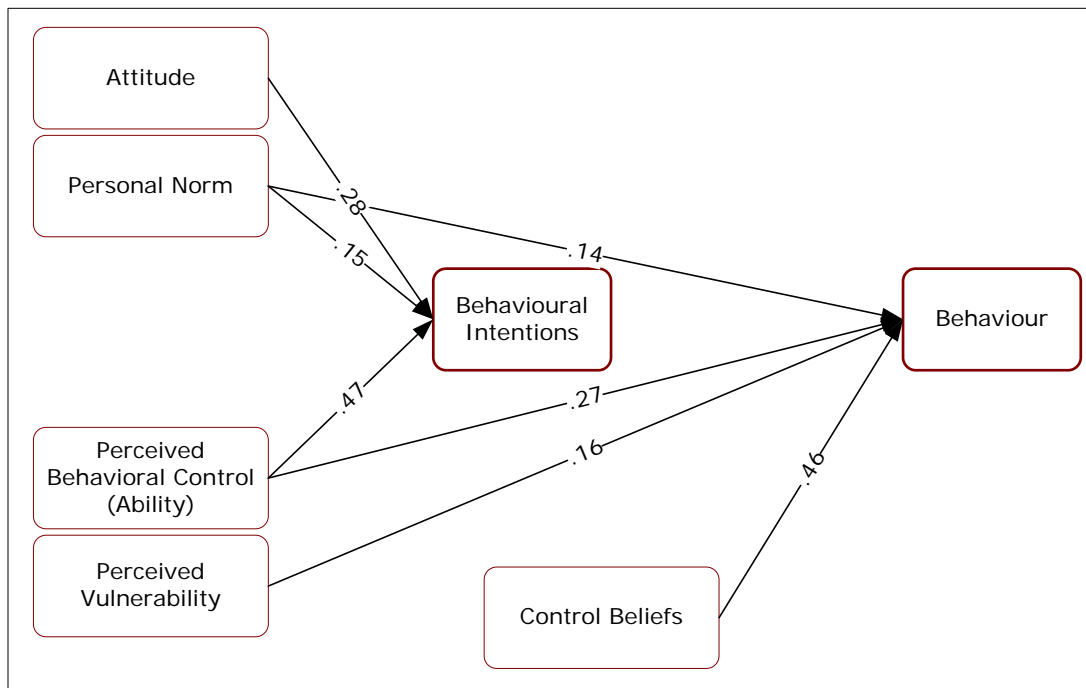 Attitude
Personal Norm
.28
.15
.14
Behavioural
Intentions
Behaviour
.47
.27
.16
.46
Perceived
Behavioral Control
(Ability)
Perceived
Vulnerability
Control Beliefs